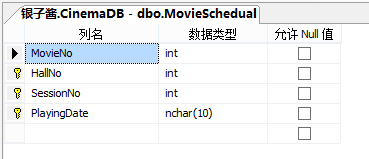 银子酱.CinemaDB - dbo.MovieSchedual
列名 数据类型 允许 Null 值
MovieNo int
HallNo int
SessionNo int
PlayingDate nchar(10)